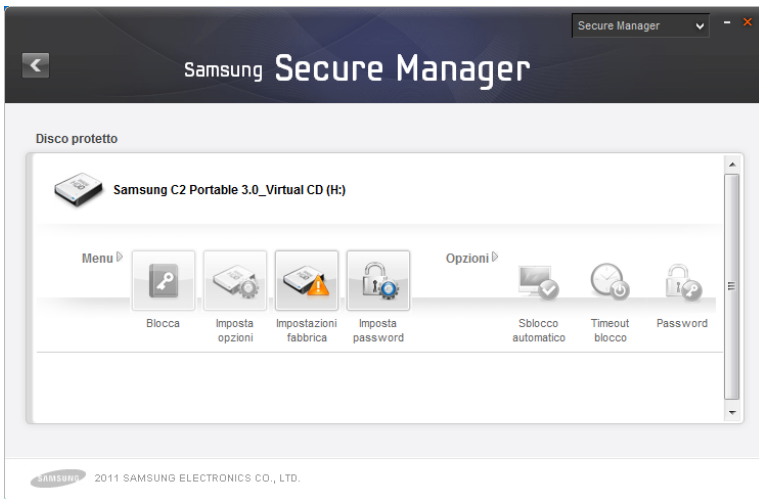 Secure Manager
Samsung Secure Manager
Disco protetto
Samsung C2 Portable 3.0_Virtual CD (H:)
Menu
Blocca
Imposta opzioni
Impostazioni fabbrica
Imposta password
Opzioni
Sblocco automatico
Timeout blocco
Password
SAMSUNG 2011 SAMSUNG ELECTRONICS CO., LTD.